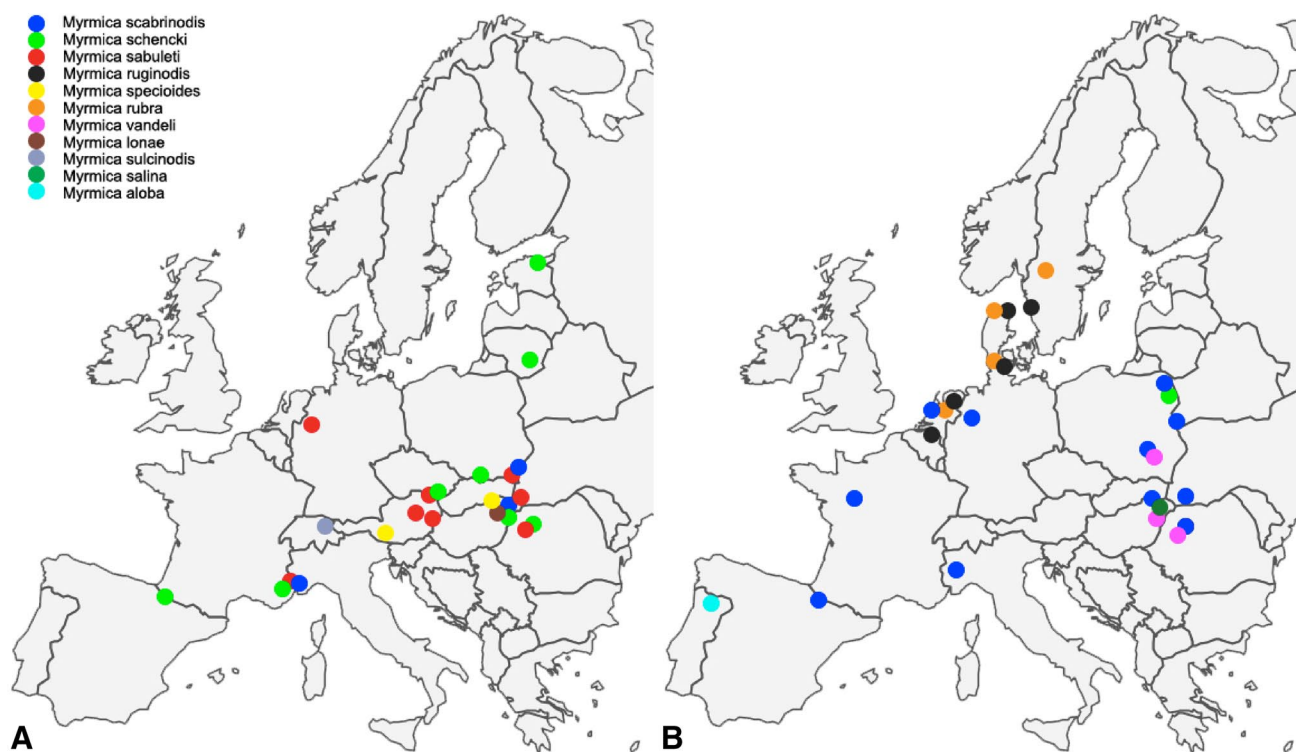 Myrmica scabrinodis
Myrmica schencki
Myrmica sabuleti
Myrmica ruginodis
Myrmica specioides
Myrmica rubra
Myrmica vandeli
Myrmica lonae
Myrmica sulcinodis
Myrmica salina
Myrmica aloba
A
B